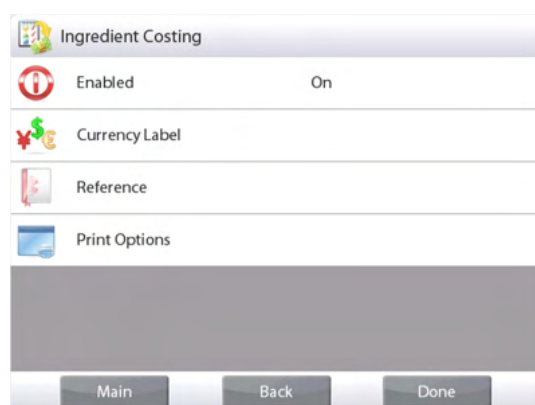 Ingredient Costing
Enabled On
Currency Label
Reference
Print Options
Main Back Done